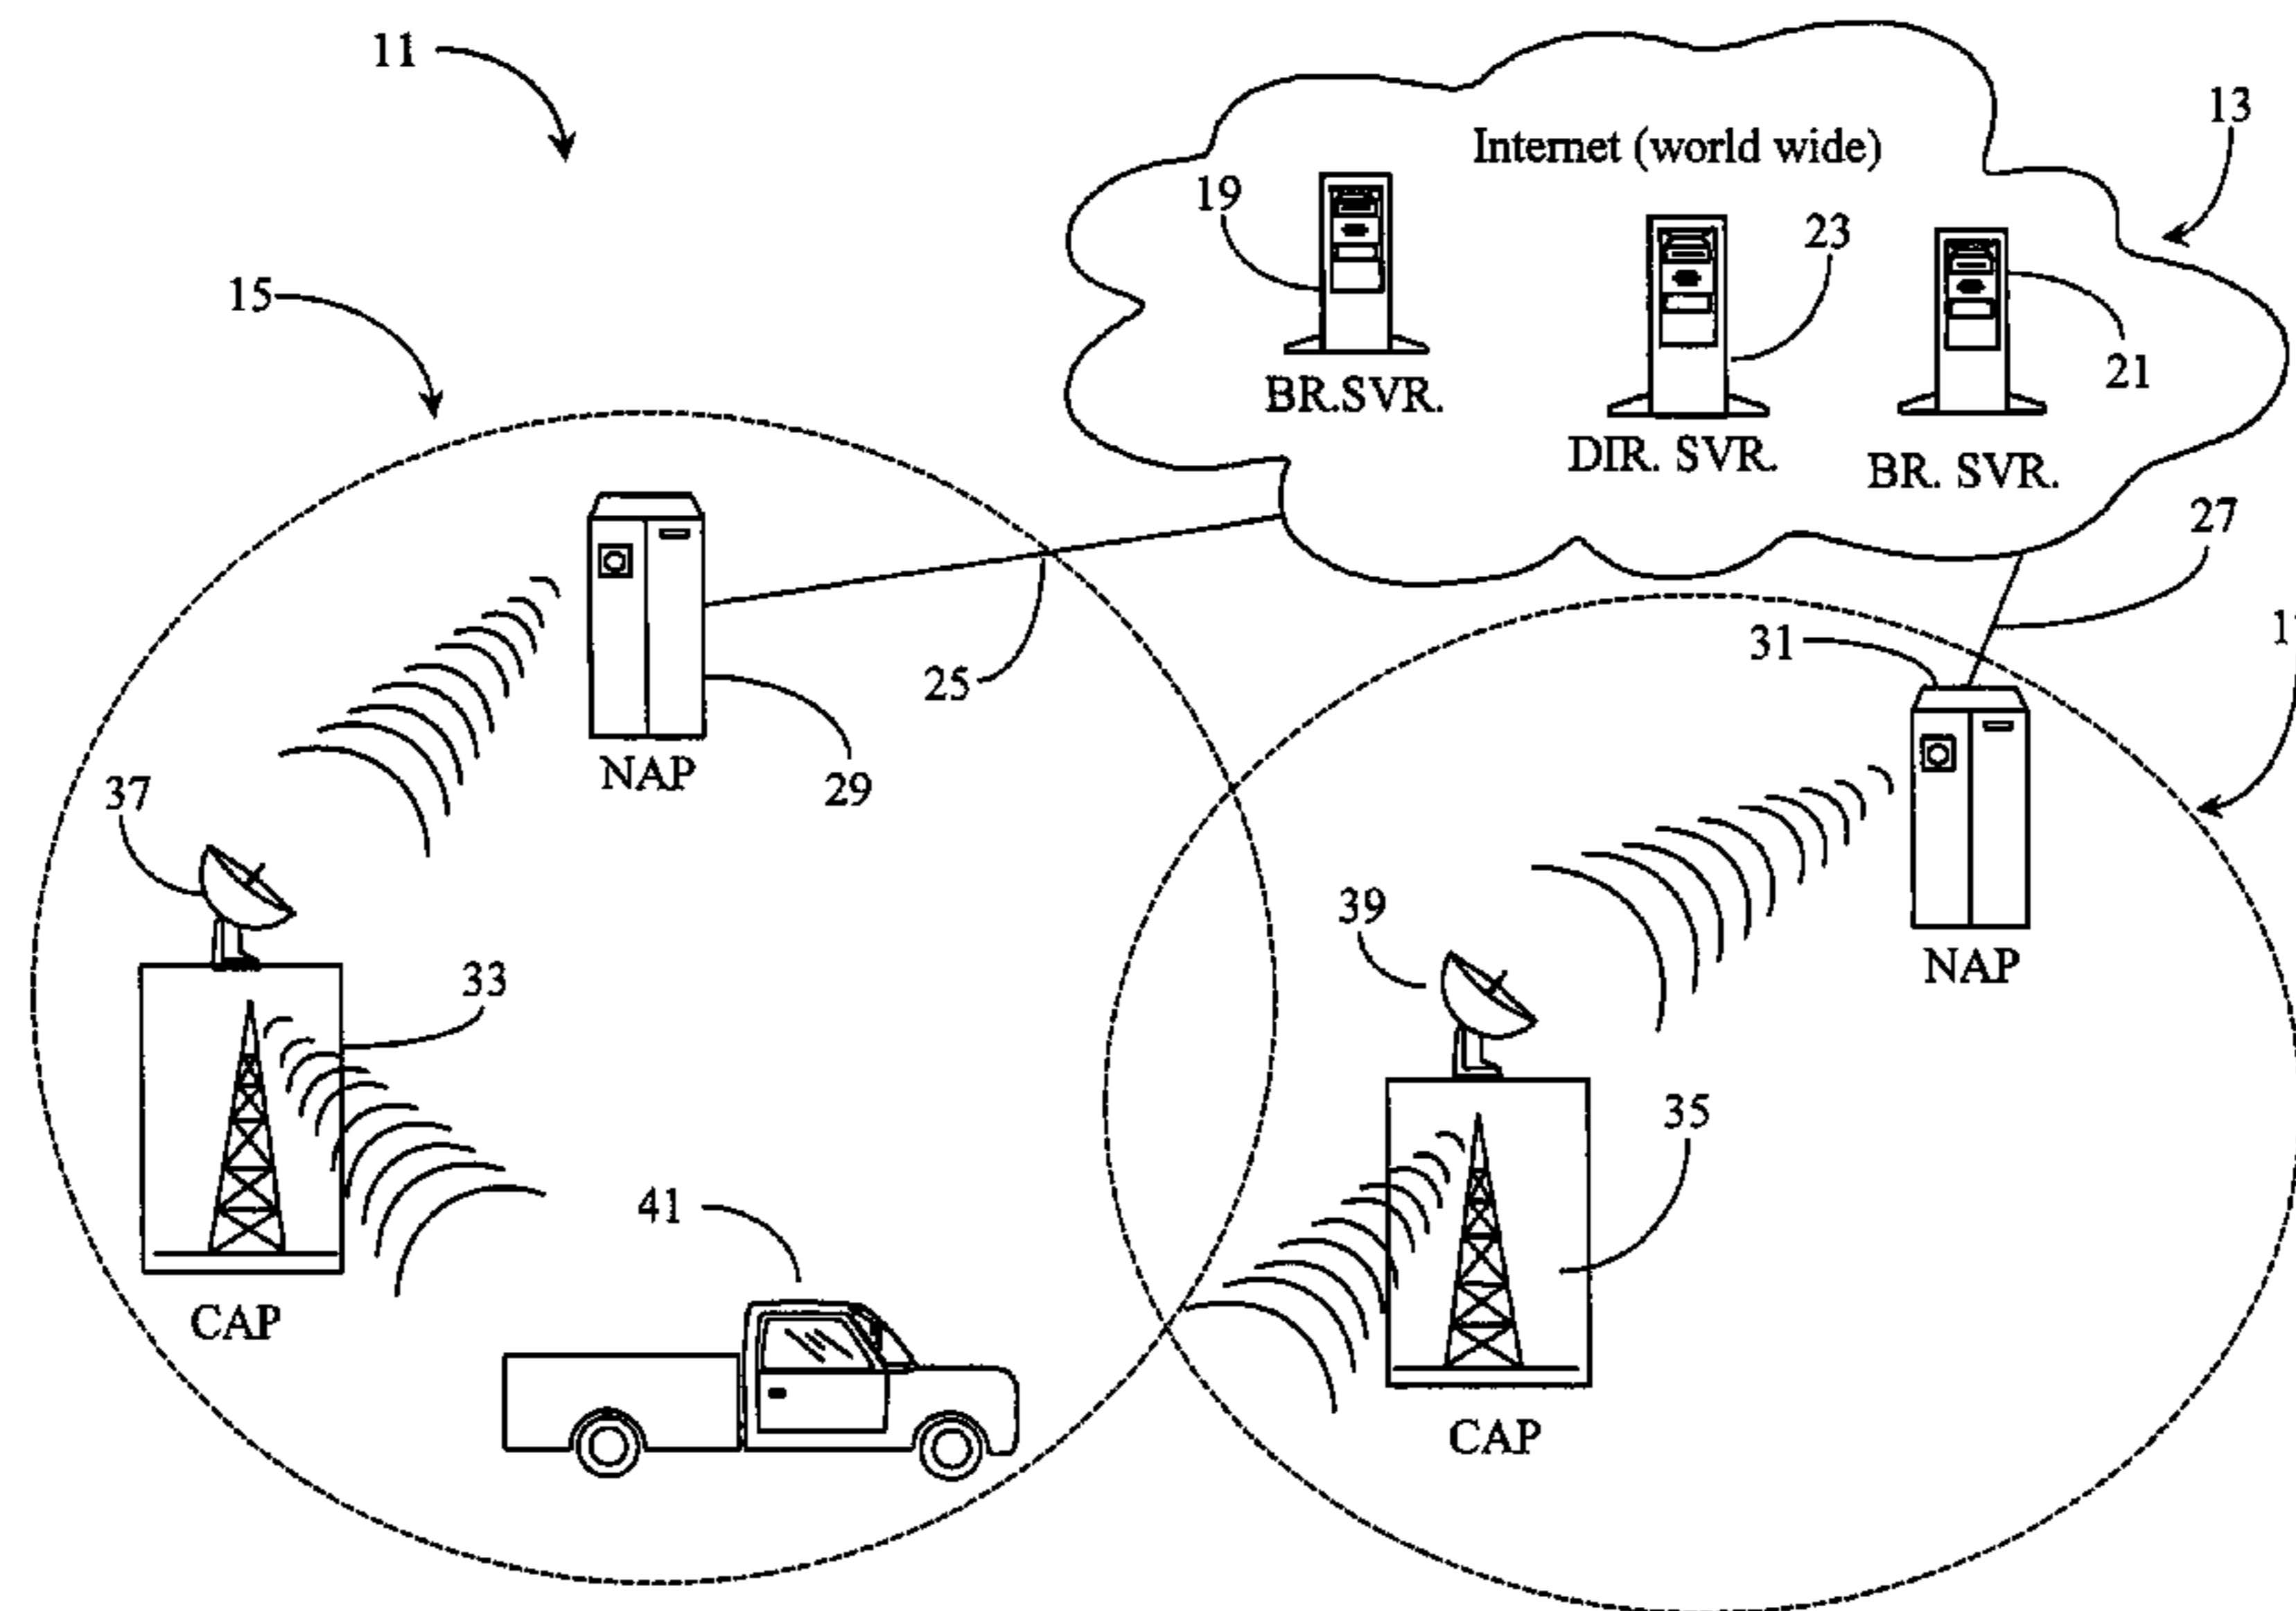 11
13
Internet (world wide)
19
23
15
21
BR.SVR.
DIR. SVR.
BR. SVR.
27
31
25
NAP
29
37
39
NAP
33
35
41
CAP
CAP